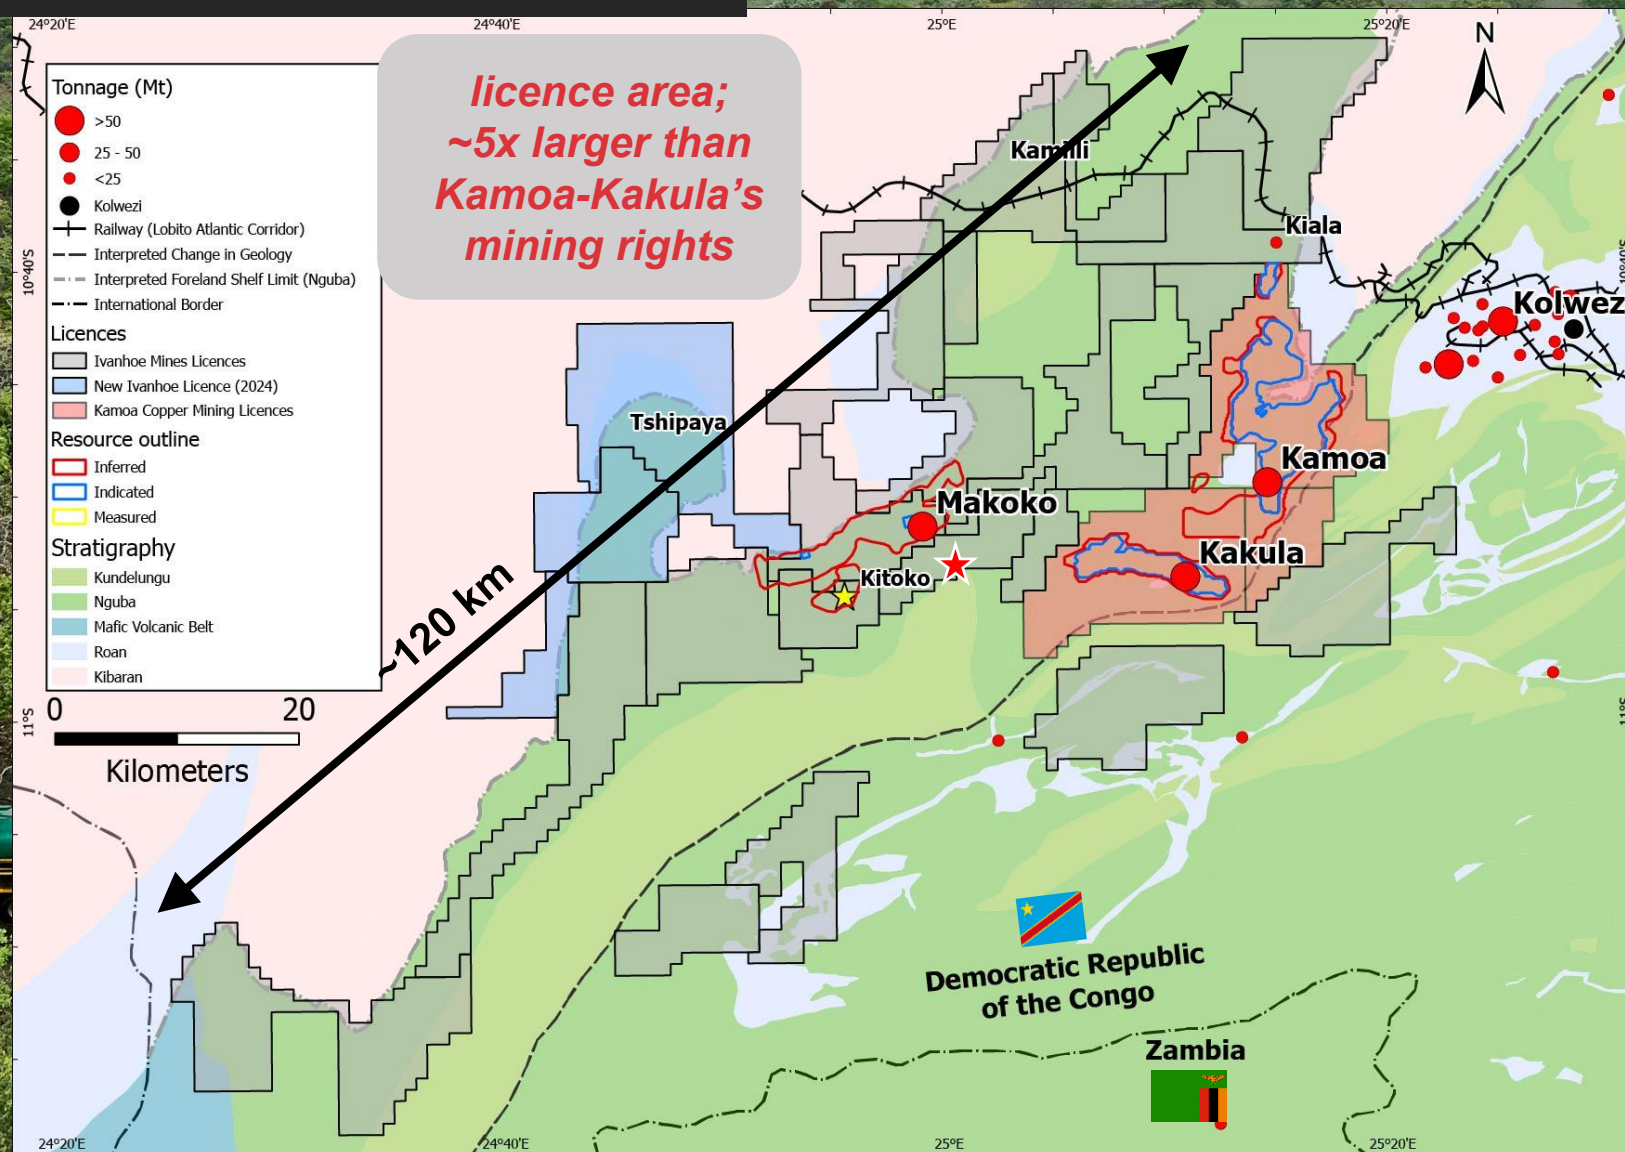 24°20'E
24°40'E
25°E
25°20'E
N
licence area;
~5x larger than
Kamoa-Kakula's
mining rights
Tonnage (Mt)
>50
25 - 50
<25
Kolwezi
Railway (Lobito Atlantic Corridor)
Interpreted Change in Geology
Interpreted Foreland Shelf Limit (Nguba)
International Border
Licences
Ivanhoe Mines Licences
New Ivanhoe Licence (2024)
Kamoa Copper Mining Licences
Resource outline
Inferred
Indicated
Measured
Stratigraphy
Kundelungu
Nguba
Mafic Volcanic Belt
Roan
Kibaran
0
20
Kilometers
10°40'S
11°S
Kamilli
Kiala
Kolwez
10°40'S
Tshipaya
Kamoa
Makoko
Kakula
Kitoko
~120 km
11°S
Democratic Republic
of the Congo
Zambia
24°20'E
24°40'E
25°E
25°20'E